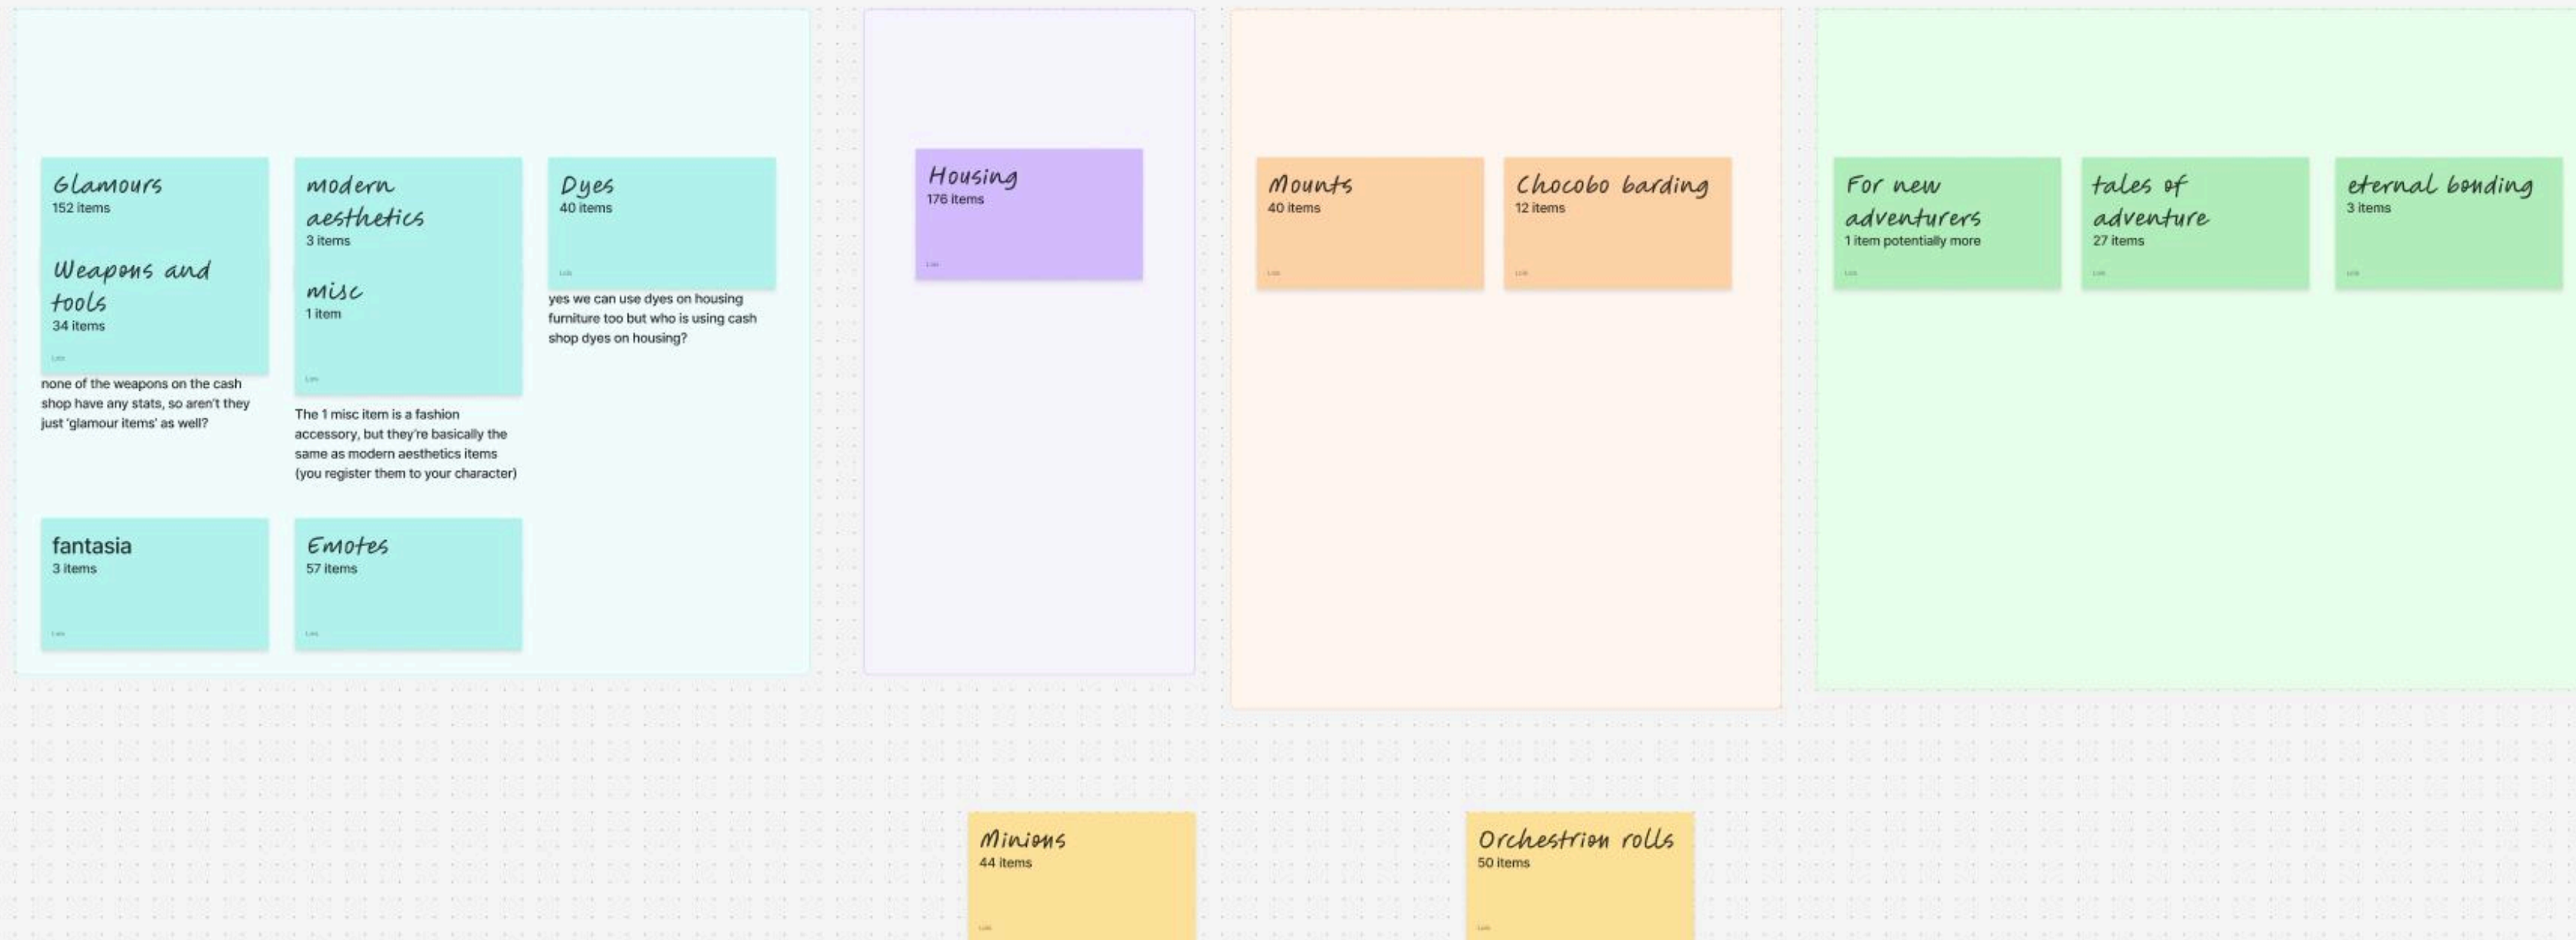 Glamours
152 items
Weapons and
tools
34 items
none of the weapons on the cash
shop have any stats, so aren't they
just 'glamour items' as well?
modern
aesthetics
3 items
misc
1 item
The 1 misc item is a fashion
accessory, but they're basically the
same as modern aesthetics items
(you register them to your character)
Dyes
40 items
yes we can use dyes on housing
furniture too but who is using cash
shop dyes on housing?
fantasia
3 items
Emotes
57 items
Housing
176 items
Mounts
40 items
Chocobo barding
12 items
For new
adventurers
1 item potentially more
tales of
adventure
27 items
eternal bonding
3 items
Minions
44 items
Orchestrion rolls
50 items